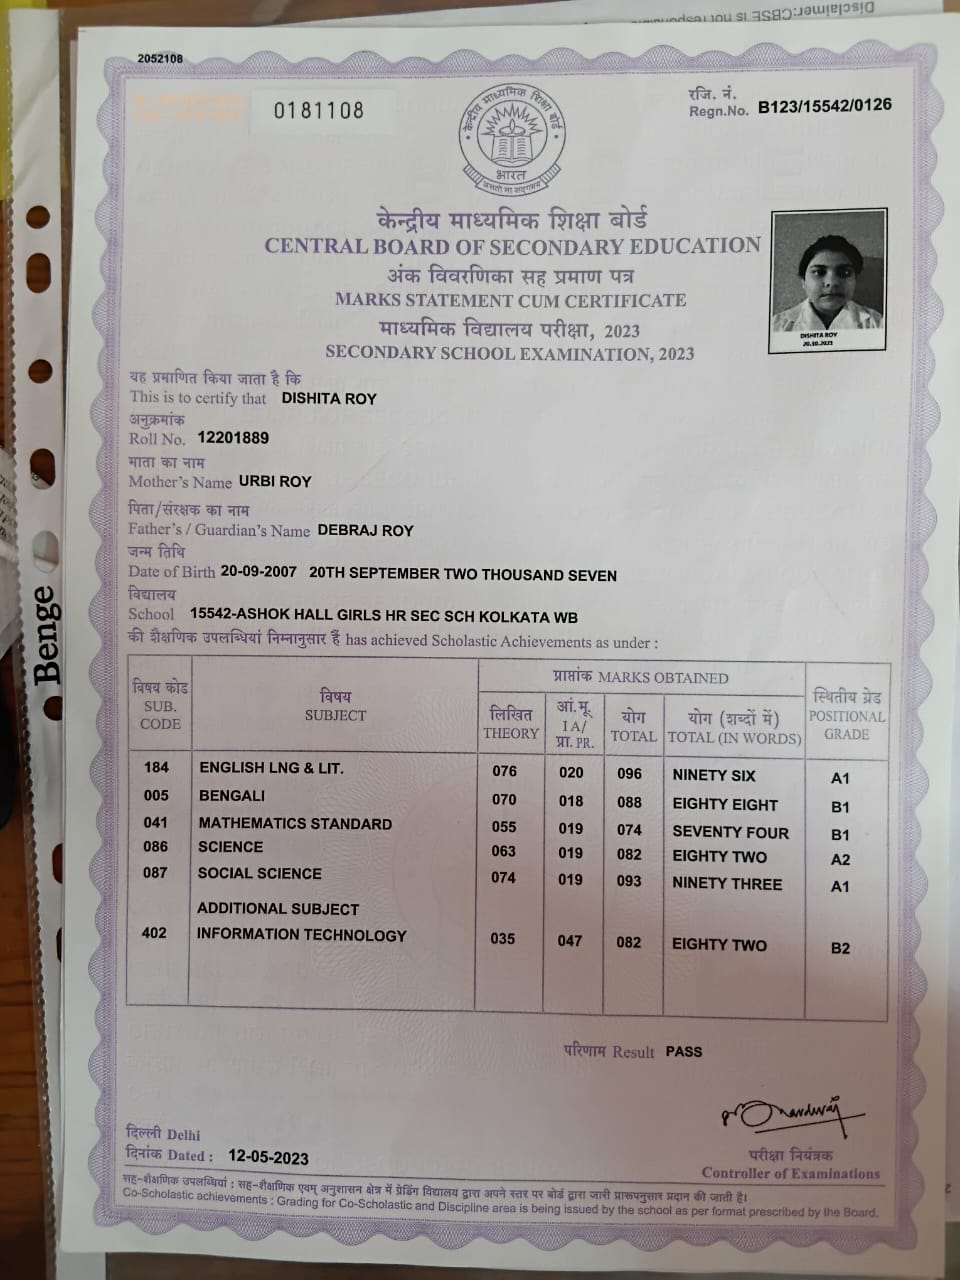 Disclaimer:CBSE is not
2052108
0181108
रजि. नं.
Regn.No. B123/15542/0126
केन्द्रीय माध्यमिक शिक्षा बोर्ड
भारत
असतो मा सद्गमय
केन्द्रीय माध्यमिक शिक्षा बोर्ड
CENTRAL BOARD OF SECONDARY EDUCATION
अंक विवरणिका सह प्रमाण पत्र
MARKS STATEMENT CUM CERTIFICATE
माध्यमिक विद्यालय परीक्षा, 2023
SECONDARY SCHOOL EXAMINATION, 2023
DISHITA ROY
20.10.2021
यह प्रमाणित किया जाता है कि
This is to certify that DISHITA ROY
अनुक्रमांक
Roll No. 12201889
माता का नाम
Mother's Name URBI ROY
पिता/संरक्षक का नाम
Father's / Guardian's Name DEBRAJ ROY
जन्म तिथि
Date of Birth 20-09-2007 20TH SEPTEMBER TWO THOUSAND SEVEN
विद्यालय
School 15542-ASHOK HALL GIRLS HR SEC SCH KOLKATA WB
की शैक्षणिक उपलब्धियां निम्नानुसार हैं has achieved Scholastic Achievements as under :
विषय कोड SUB. CODE विषय SUBJECT प्राप्तांक MARKS OBTAINED स्थितीय ग्रेड POSITIONAL GRADE
लिखित THEORY आं.मू. IA/ प्रा. PR. योग TOTAL योग (शब्दों में) TOTAL (IN WORDS)
184 ENGLISH LNG & LIT. 076 020 096 NINETY SIX A1
005 BENGALI 070 018 088 EIGHTY EIGHT B1
041 MATHEMATICS STANDARD 055 019 074 SEVENTY FOUR B1
086 SCIENCE 063 019 082 EIGHTY TWO A2
087 SOCIAL SCIENCE 074 019 093 NINETY THREE A1
ADDITIONAL SUBJECT
402 INFORMATION TECHNOLOGY 035 047 082 EIGHTY TWO B2
परिणाम Result PASS
दिल्ली Delhi
दिनांक Dated : 12-05-2023
परीक्षा नियंत्रक
Controller of Examinations
सह-शैक्षणिक उपलब्धियां : सह-शैक्षणिक एवम् अनुशासन क्षेत्र में ग्रेडिंग विद्यालय द्वारा अपने स्तर पर बोर्ड द्वारा जारी प्रारूपनुसार प्रदान की जाती है।
Co-Scholastic achievements : Grading for Co-Scholastic and Discipline area is being issued by the school as per format prescribed by the Board.
Benge